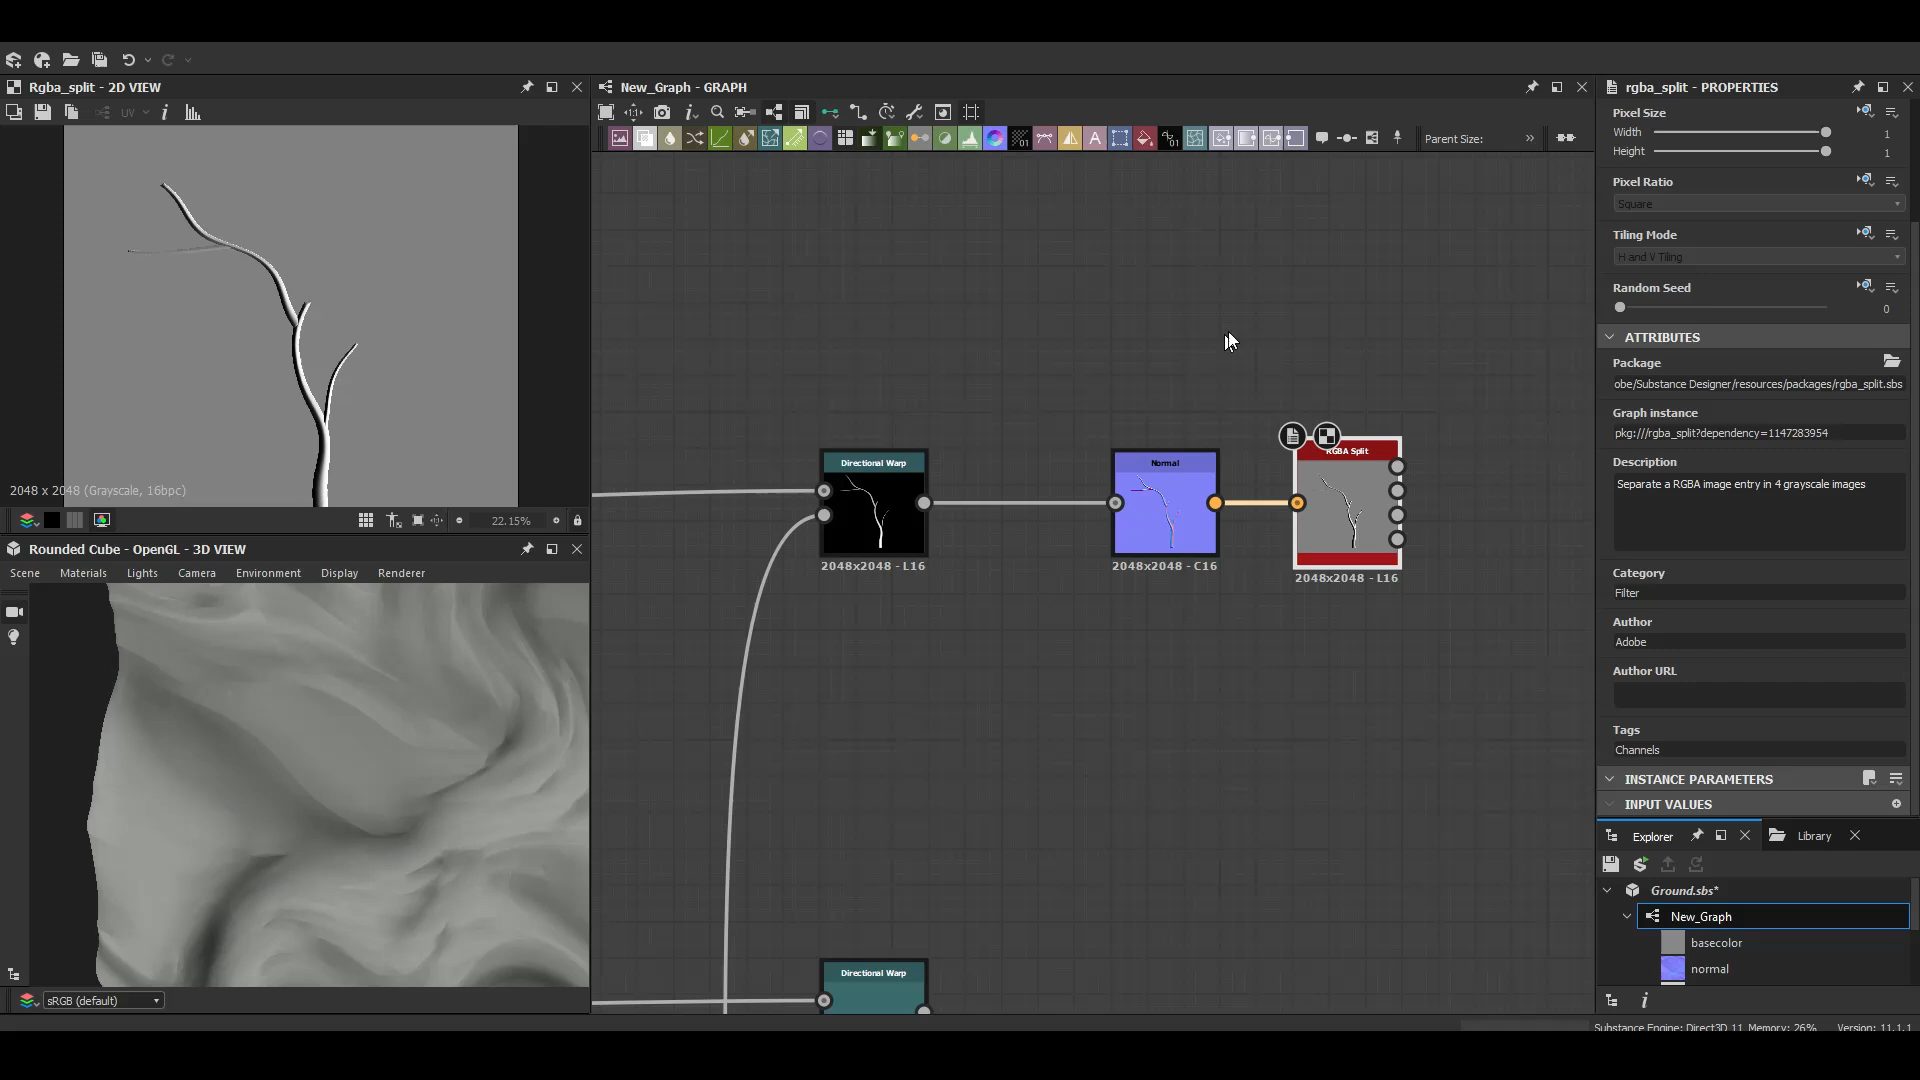 Rgba_split - 2D VIEW
New_Graph - GRAPH
rgba_split - PROPERTIES
UV
Parent Size:
Pixel Size
Width
1
Height
1
Pixel Ratio
Square
Tiling Mode
H and V Tiling
Random Seed
0
ATTRIBUTES
Package
obe/Substance Designer/resources/packages/rgba_split.sbs
Graph instance
pkg:///rgba_split?dependency=1147283954
Description
Separate a RGBA image entry in 4 grayscale images
Category
Filter
Author
Adobe
Author URL
Tags
Channels
INSTANCE PARAMETERS
INPUT VALUES
2048 x 2048 (Grayscale, 16bpc)
22.15%
Directional Warp
2048x2048 - L16
Normal
2048x2048 - C16
RGBA Split
2048x2048 - L16
Directional Warp
Rounded Cube - OpenGL - 3D VIEW
Scene Materials Lights Camera Environment Display Renderer
sRGB (default)
Explorer
Library
Ground.sbs*
New_Graph
basecolor
normal
Substance Engine: Direct3D 11 Memory: 26% Version: 11.1.1